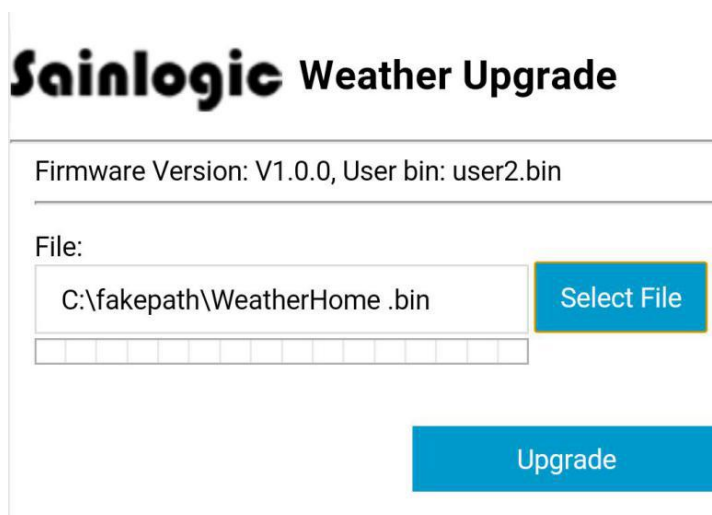 Sainlogic Weather Upgrade
Firmware Version: V1.0.0, User bin: user2.bin
File:
C:\fakepath\WeatherHome .bin
Select File
Upgrade